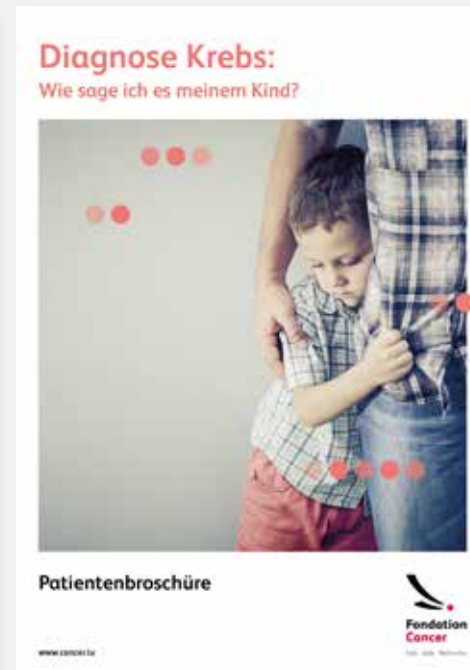 Diagnose Krebs:
Wie sage ich es meinem Kind?
Patientenbroschüre
Fondation
Cancer
www.cancer.lu